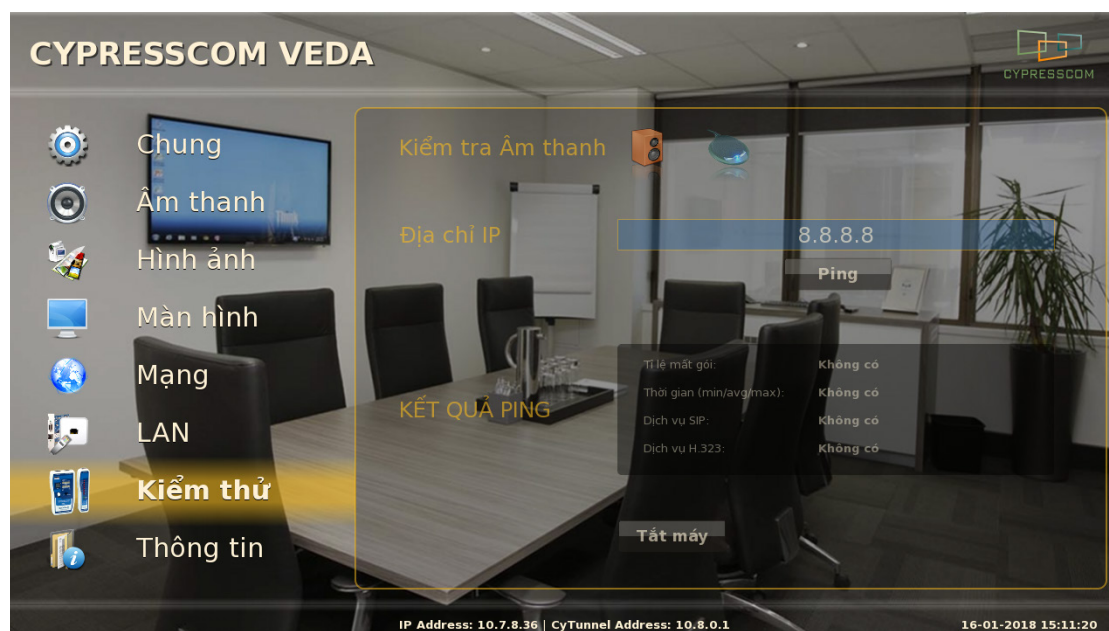 CYPRESSCOM VEDA
CYPRESSCOM
Chung
Âm thanh
Hình ảnh
Màn hình
Mạng
LAN
Kiểm thử
Thông tin
Kiểm tra Âm thanh
Địa chỉ IP
8.8.8.8
Ping
KẾT QUẢ PING
Tỉ lệ mất gói: Không có
Thời gian (min/avg/max): Không có
Dịch vụ SIP: Không có
Dịch vụ H.323: Không có
Tắt máy
IP Address: 10.7.8.36 | CyTunnel Address: 10.8.0.1
16-01-2018 15:11:20